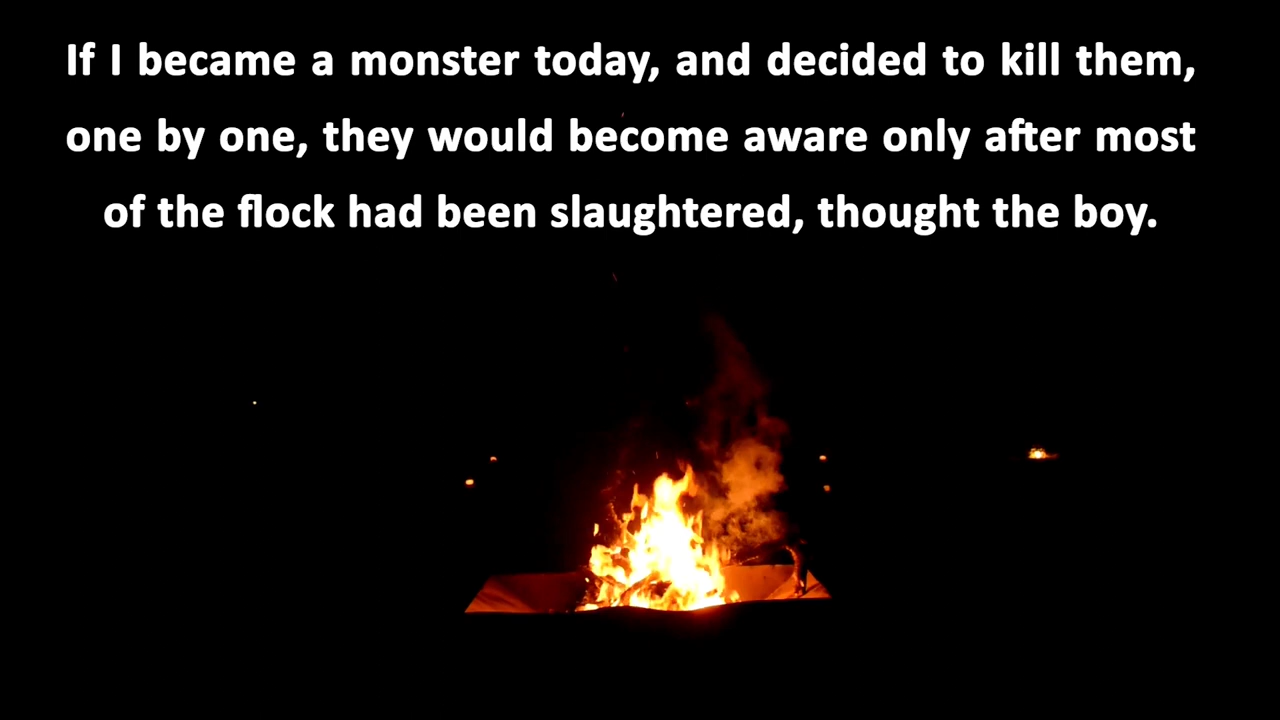 If I became a monster today, and decided to kill them,
one by one, they would become aware only after most
of the flock had been slaughtered, thought the boy.